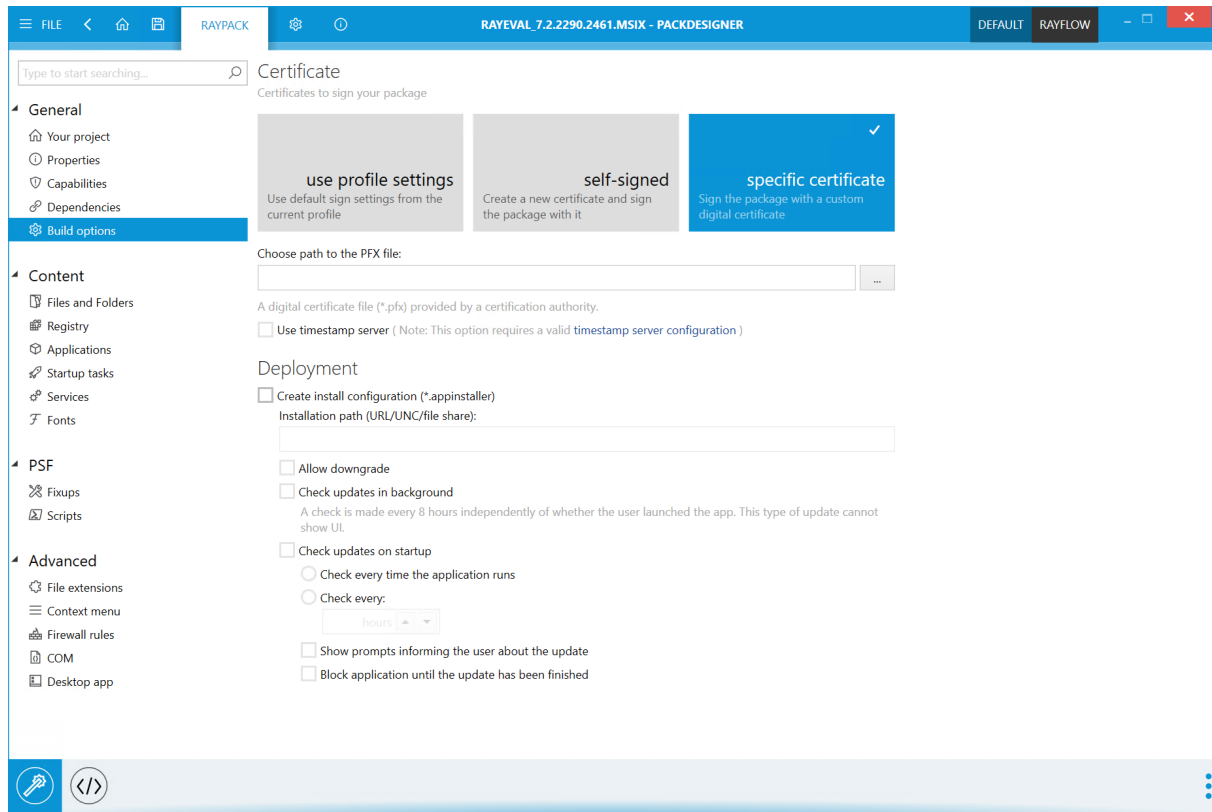 FILE
RAYPACK
RAYEVAL_7.2.2290.2461.MSIX - PACKDESIGNER
DEFAULT
RAYFLOW
Type to start searching...
General
Your project
Properties
Capabilities
Dependencies
Build options
Content
Files and Folders
Registry
Applications
Startup tasks
Services
Fonts
PSF
Fixups
Scripts
Advanced
File extensions
Context menu
Firewall rules
COM
Desktop app
Certificate
Certificates to sign your package
use profile settings
Use default sign settings from the
current profile
self-signed
Create a new certificate and sign
the package with it
specific certificate
Sign the package with a custom
digital certificate
Choose path to the PFX file:
...
A digital certificate file (*.pfx) provided by a certification authority.
Use timestamp server ( Note: This option requires a valid timestamp server configuration )
Deployment
Create install configuration (*.appinstaller)
Installation path (URL/UNC/file share):
Allow downgrade
Check updates in background
A check is made every 8 hours independently of whether the user launched the app. This type of update cannot
show UI.
Check updates on startup
Check every time the application runs
Check every:
hours
Show prompts informing the user about the update
Block application until the update has been finished